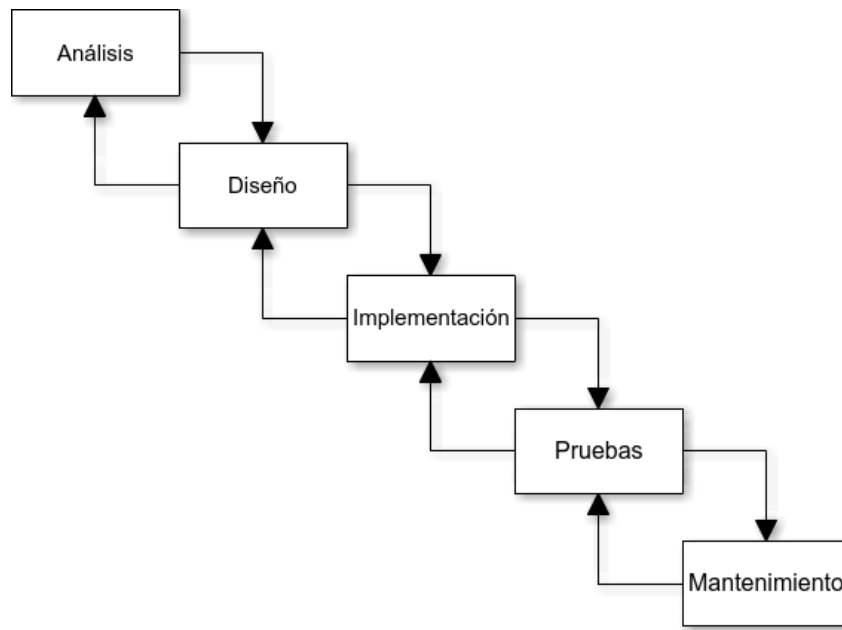 Análisis
Diseño
Implementación
Pruebas
Mantenimiento